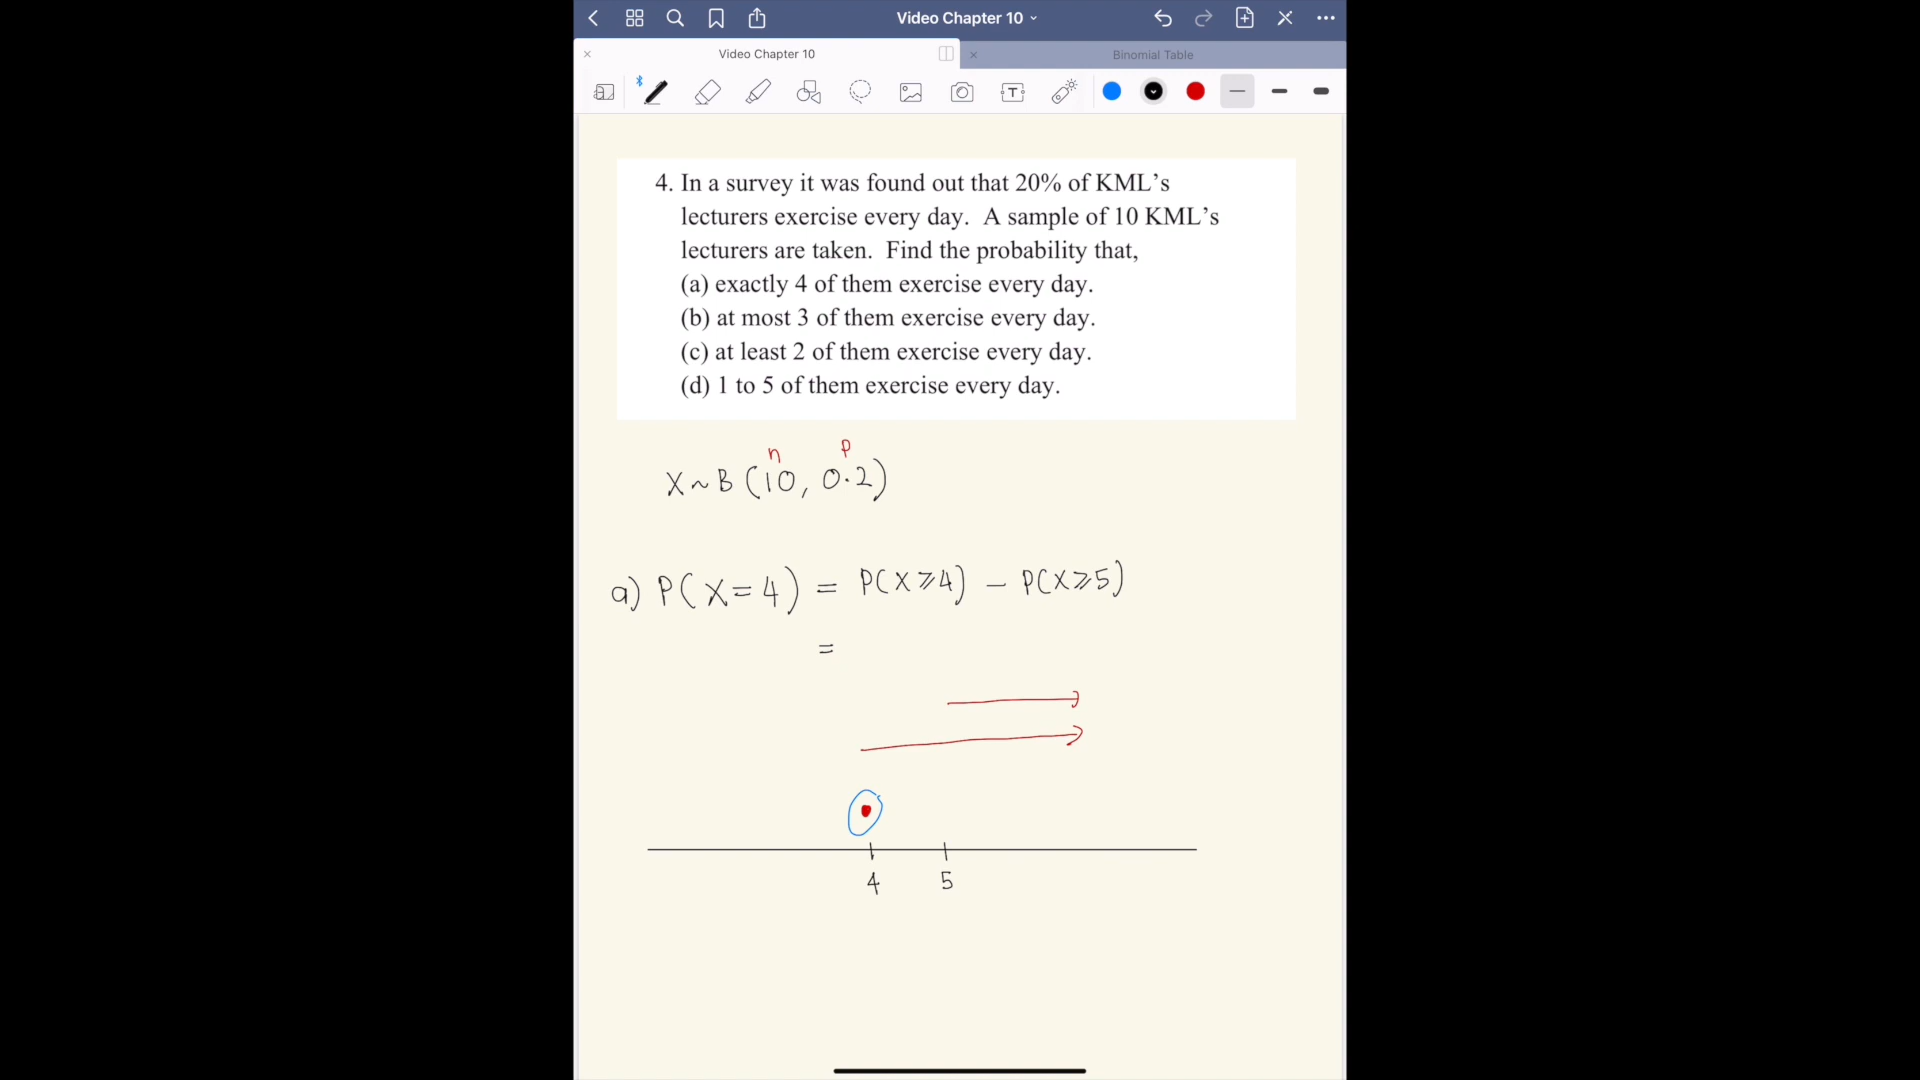 Video Chapter 10
Video Chapter 10
Binomial Table
T
4. In a survey it was found out that 20% of KML's
lecturers exercise every day. A sample of 10 KML's
lecturers are taken. Find the probability that,
(a) exactly 4 of them exercise every day.
(b) at most 3 of them exercise every day.
(c) at least 2 of them exercise every day.
(d) 1 to 5 of them exercise every day.
n p
X ~ B (10, 0.2)
a) P(X = 4) = P(X ⩾ 4) − P(X ⩾ 5)
=
4 5